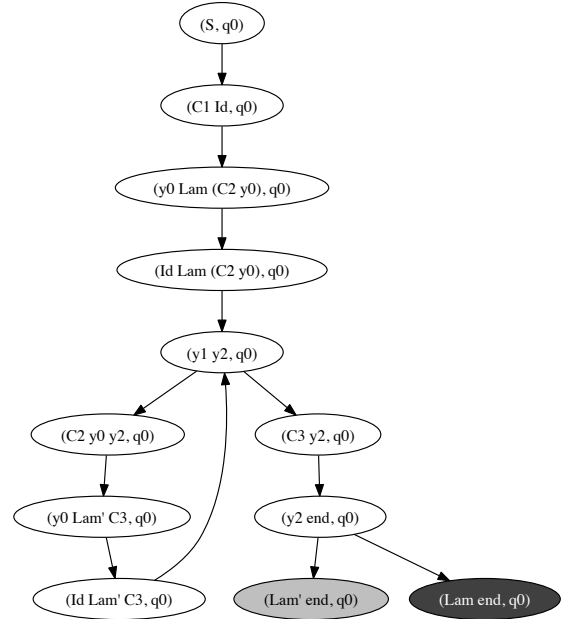 (S, q0)
(C1 Id, q0)
(y0 Lam (C2 y0), q0)
(Id Lam (C2 y0), q0)
(y1 y2, q0)
(C2 y0 y2, q0)
(C3 y2, q0)
(y0 Lam' C3, q0)
(y2 end, q0)
(Id Lam' C3, q0)
(Lam' end, q0)
(Lam end, q0)